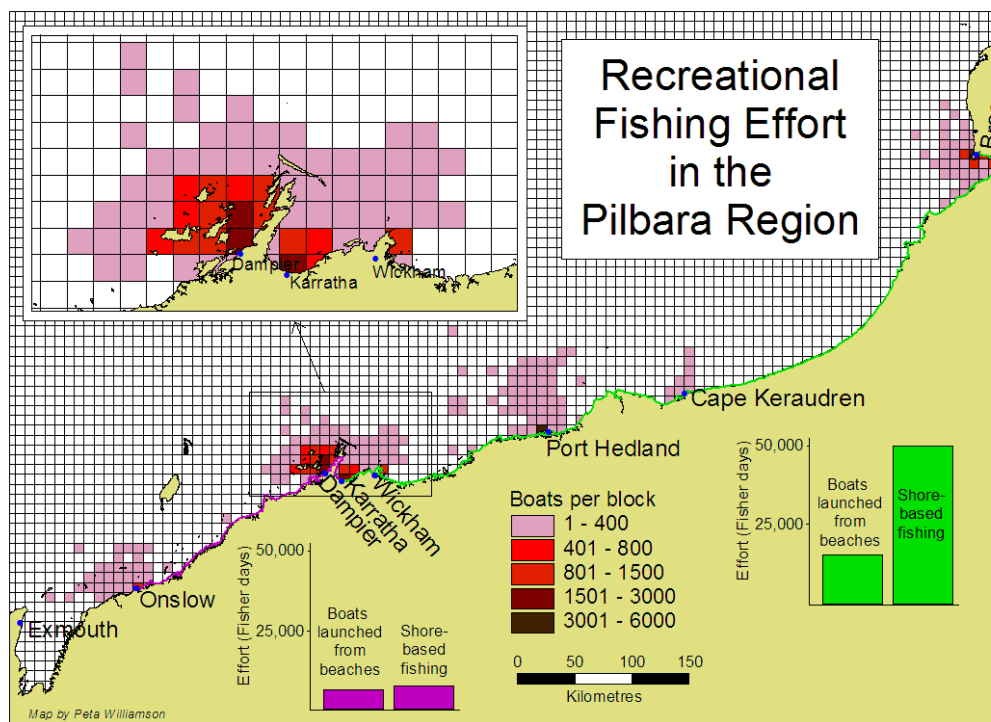 Recreational
Fishing Effort
in the
Pilbara Region
Dampier
Karratha
Wickham
Cape Keraudren
Port Hedland
Wickham
Karratha
Dampier
Onslow
Exmouth
Boats per block
1 - 400
401 - 800
801 - 1500
1501 - 3000
3001 - 6000
0 50 100 150
Kilometres
Effort (Fisher days)
50,000
25,000
Boats
launched
from
beaches
Shore-
based
fishing
Effort (Fisher days)
50,000
25,000
Boats
launched
from
beaches
Shore-
based
fishing
Map by Peta Williamson